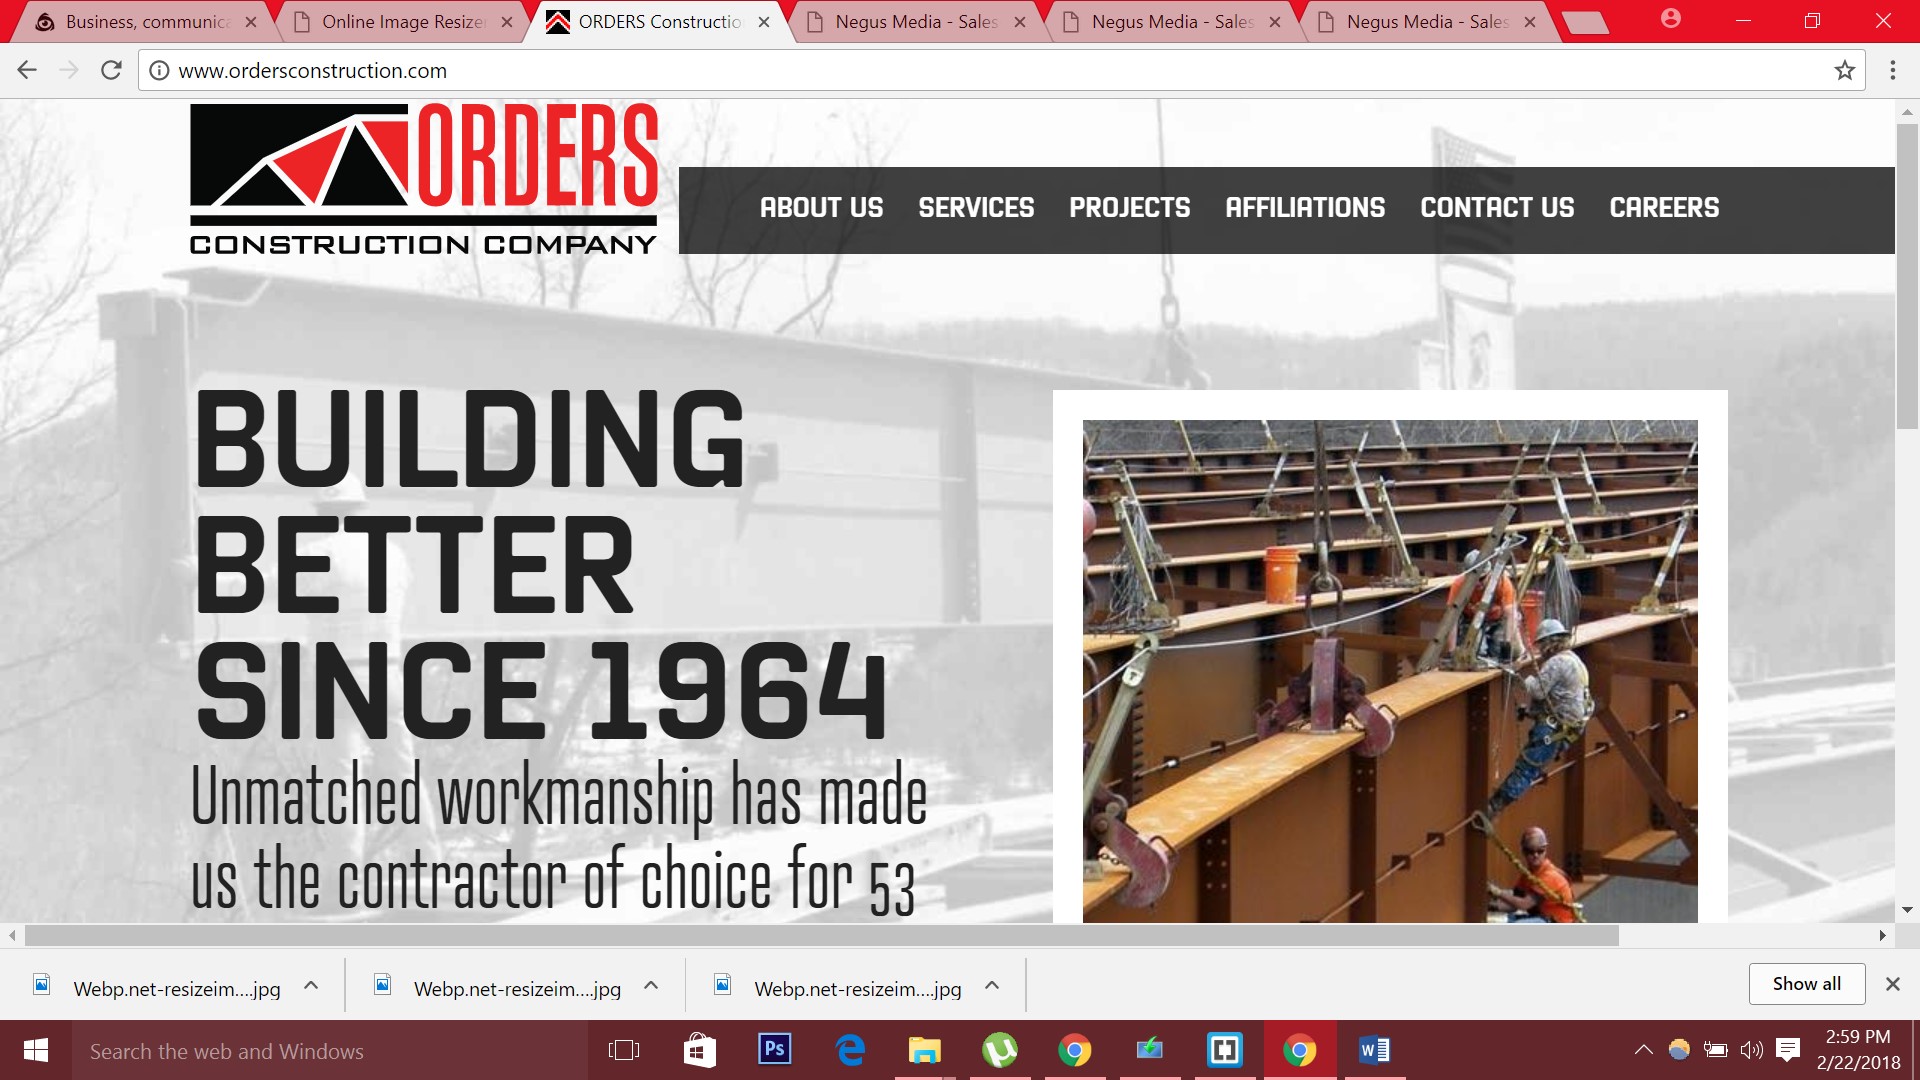 Business, communica
Online Image Resize
ORDERS Constructio
Negus Media - Sales
Negus Media - Sales
Negus Media - Sales
www.ordersconstruction.com
ORDERS
CONSTRUCTION COMPANY
ABOUT US SERVICES PROJECTS AFFILIATIONS CONTACT US CAREERS
BUILDING
BETTER
SINCE 1964
Unmatched workmanship has made
us the contractor of choice for 53
Webp.net-resizeim....jpg
Webp.net-resizeim....jpg
Webp.net-resizeim....jpg
Show all
Search the web and Windows
Ps
2:59 PM
2/22/2018